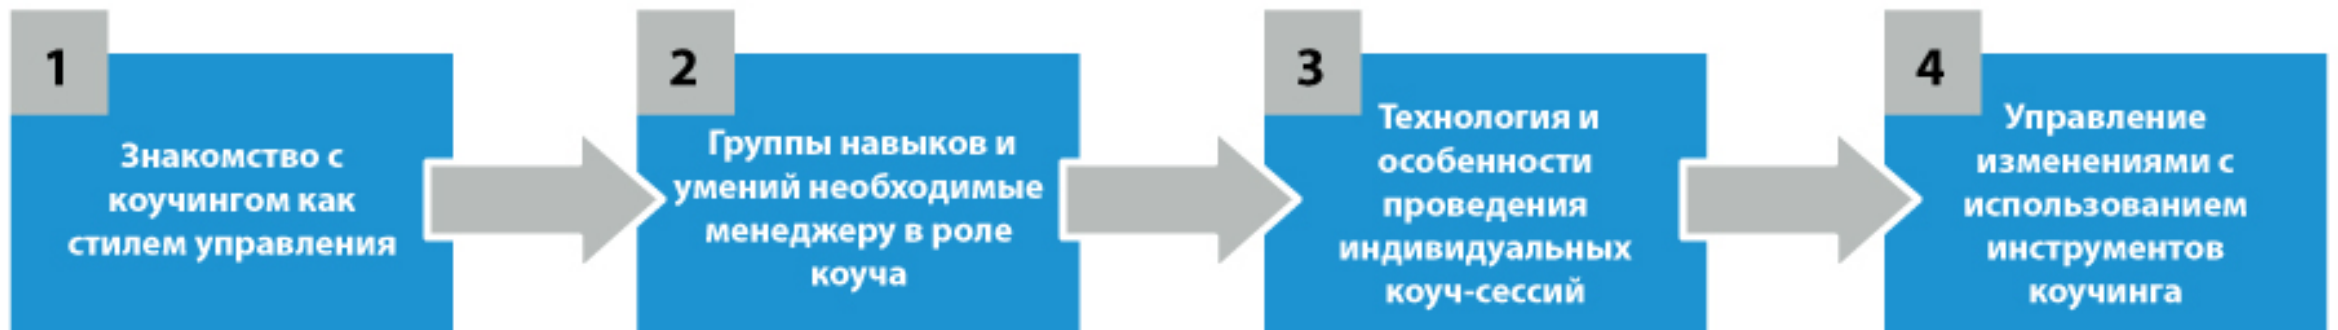 1
Знакомство с
коучингом как
стилем управления
2
Группы навыков и
умений необходимые
менеджеру в роле
коуча
3
Технология и
особенности
проведения
индивидуальных
коуч-сессий
4
Управление
изменениями с
использованием
инструментов
коучинга